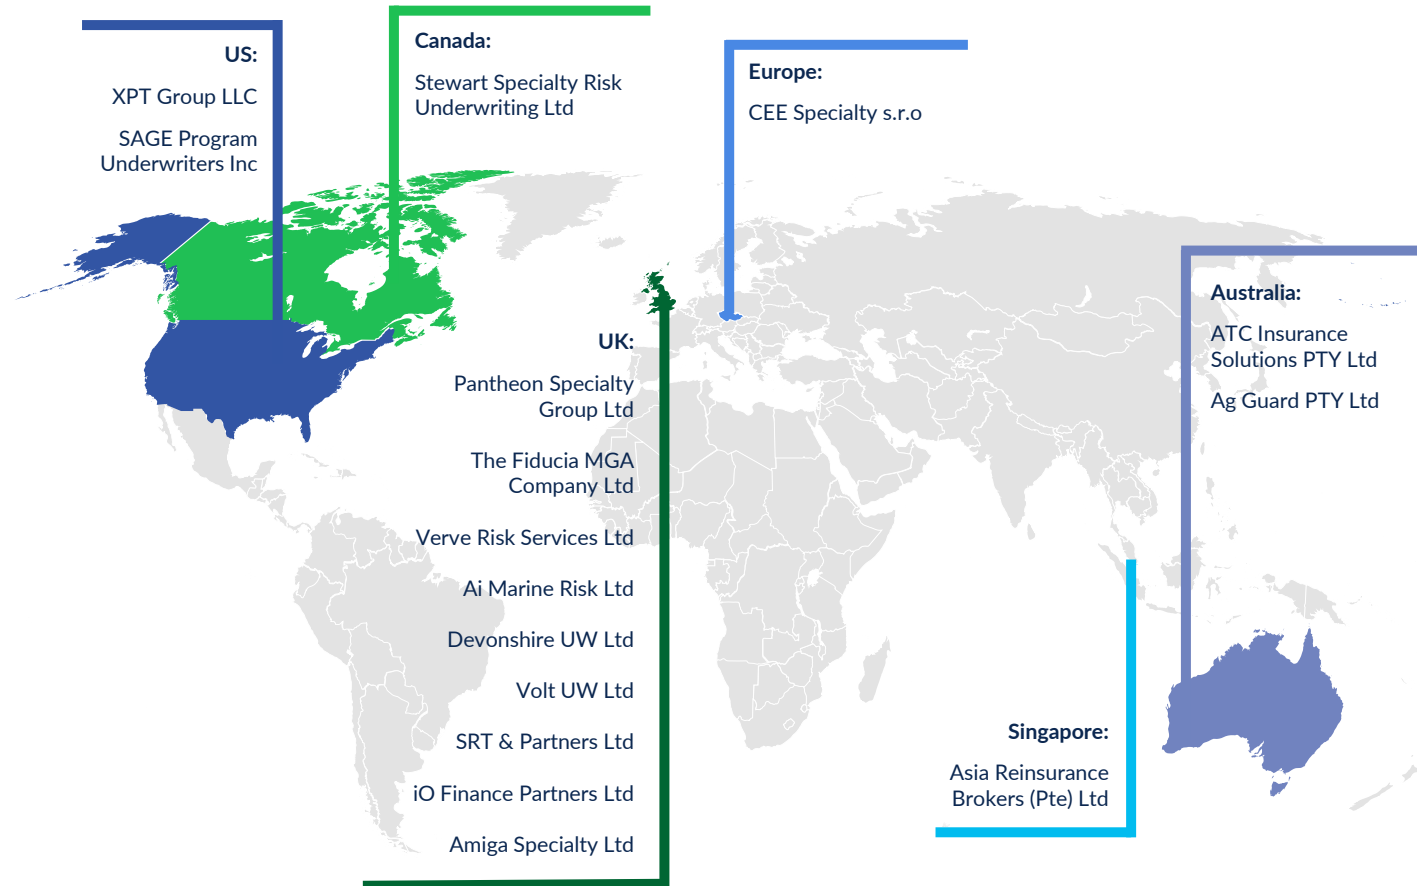 US:
XPT Group LLC
SAGE Program
Underwriters Inc
Canada:
Stewart Specialty Risk
Underwriting Ltd
Europe:
CEE Specialty s.r.o
Australia:
ATC Insurance
Solutions PTY Ltd
Ag Guard PTY Ltd
UK:
Pantheon Specialty
Group Ltd
The Fiducia MGA
Company Ltd
Verve Risk Services Ltd
Ai Marine Risk Ltd
Devonshire UW Ltd
Volt UW Ltd
SRT & Partners Ltd
iO Finance Partners Ltd
Amiga Specialty Ltd
Singapore:
Asia Reinsurance
Brokers (Pte) Ltd